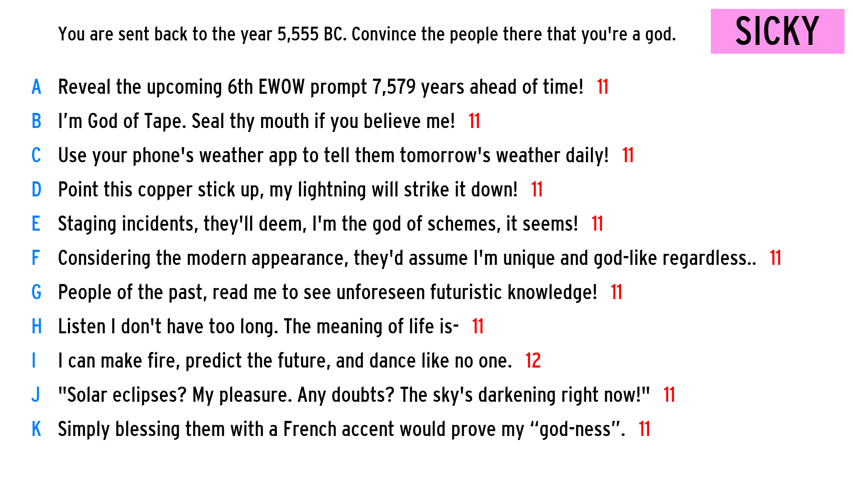 You are sent back to the year 5,555 BC. Convince the people there that you're a god.
SICKY
A Reveal the upcoming 6th EWOW prompt 7,579 years ahead of time! 11
B I’m God of Tape. Seal thy mouth if you believe me! 11
C Use your phone's weather app to tell them tomorrow's weather daily! 11
D Point this copper stick up, my lightning will strike it down! 11
E Staging incidents, they'll deem, I'm the god of schemes, it seems! 11
F Considering the modern appearance, they'd assume I'm unique and god-like regardless.. 11
G People of the past, read me to see unforeseen futuristic knowledge! 11
H Listen I don't have too long. The meaning of life is- 11
I I can make fire, predict the future, and dance like no one. 12
J "Solar eclipses? My pleasure. Any doubts? The sky's darkening right now!" 11
K Simply blessing them with a French accent would prove my “god-ness”. 11